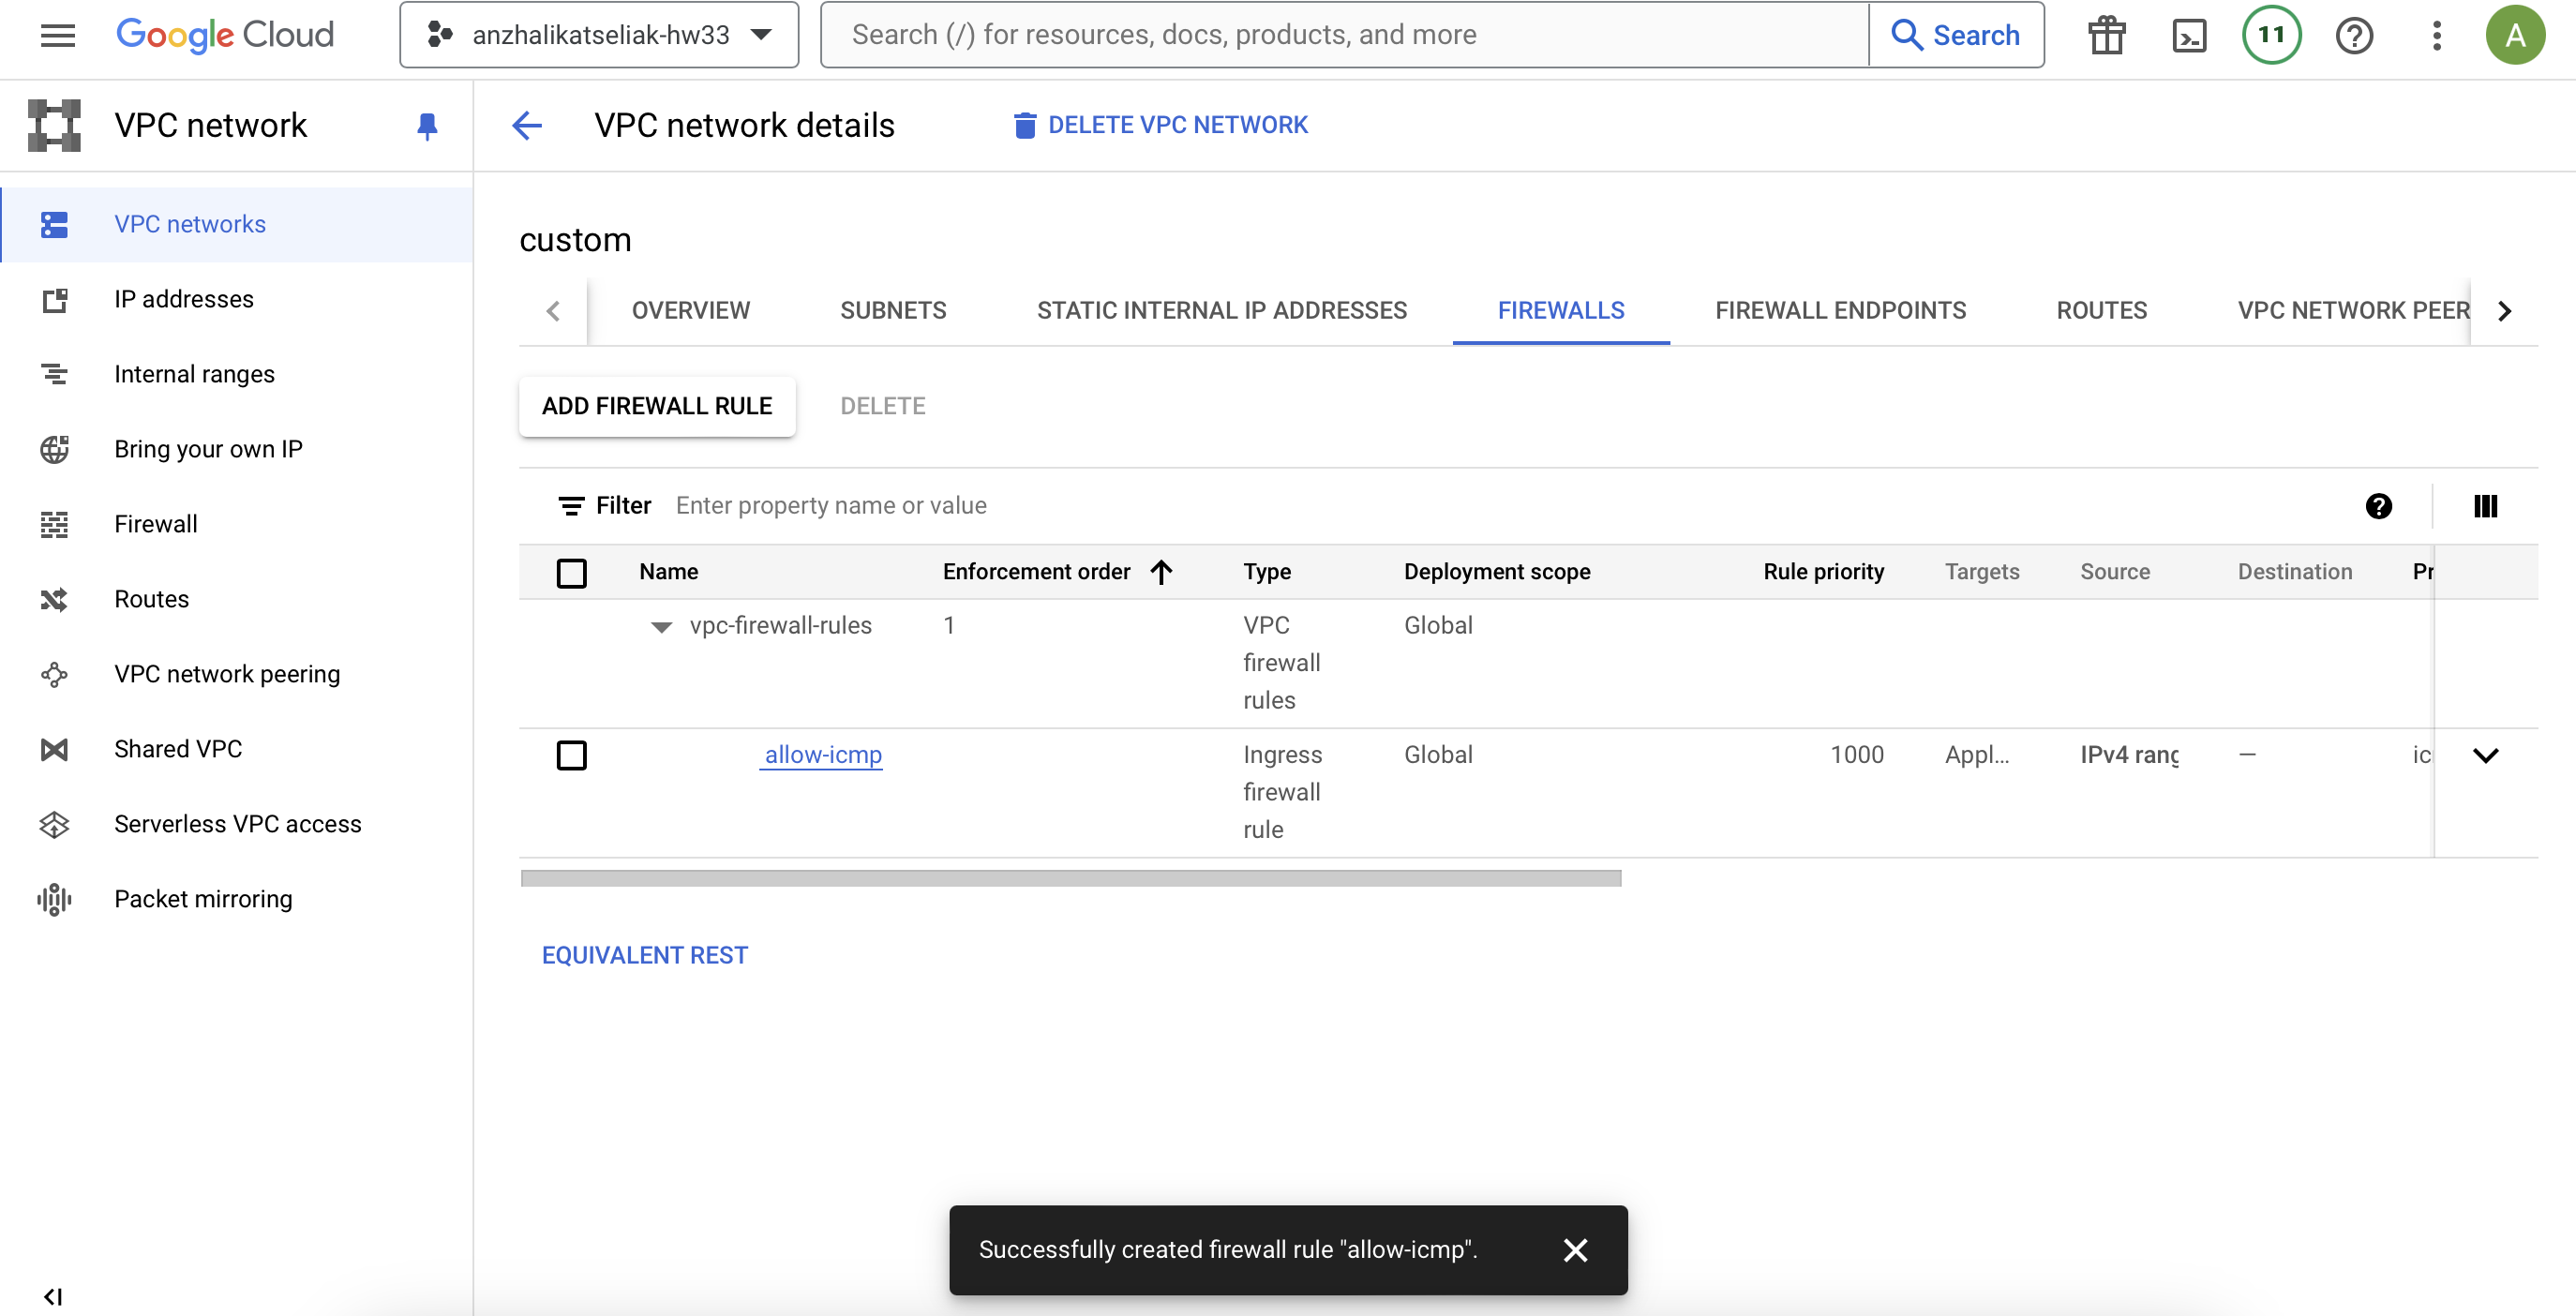 Google Cloud
anzhalikatseliak-hw33
Search (/) for resources, docs, products, and more
Search
11
A
VPC network
VPC network details
DELETE VPC NETWORK
VPC networks
IP addresses
Internal ranges
Bring your own IP
Firewall
Routes
VPC network peering
Shared VPC
Serverless VPC access
Packet mirroring
custom
OVERVIEW
SUBNETS
STATIC INTERNAL IP ADDRESSES
FIREWALLS
FIREWALL ENDPOINTS
ROUTES
VPC NETWORK PEER
ADD FIREWALL RULE
DELETE
Filter Enter property name or value
Name Enforcement order Type Deployment scope Rule priority Targets Source Destination Pr
vpc-firewall-rules 1 VPC firewall rules Global
allow-icmp Ingress firewall rule Global 1000 Appl... IPv4 rang — ic
EQUIVALENT REST
Successfully created firewall rule "allow-icmp".